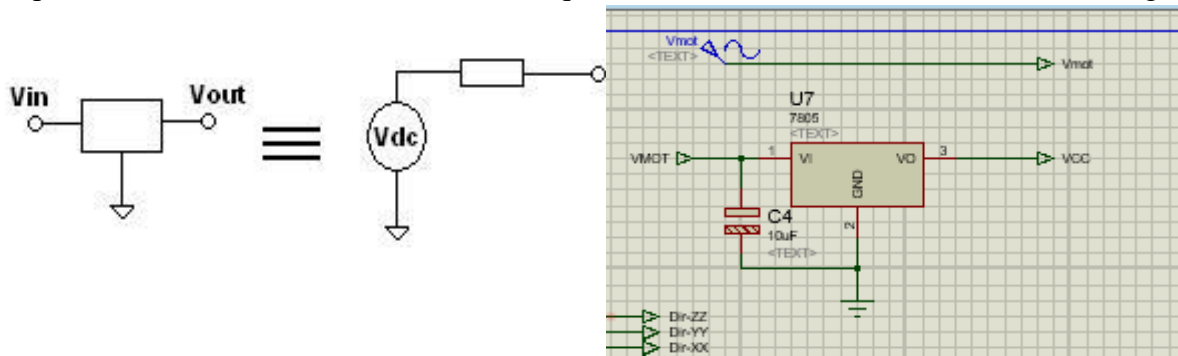 Vin
Vout
Vdc
Vmot
<TEXT>
Vmot
U7
7805
<TEXT>
VMOT
1
VI
VO
3
VCC
GND
2
C4
10uF
<TEXT>
Dir-ZZ
Dir-YY
Dir-XX